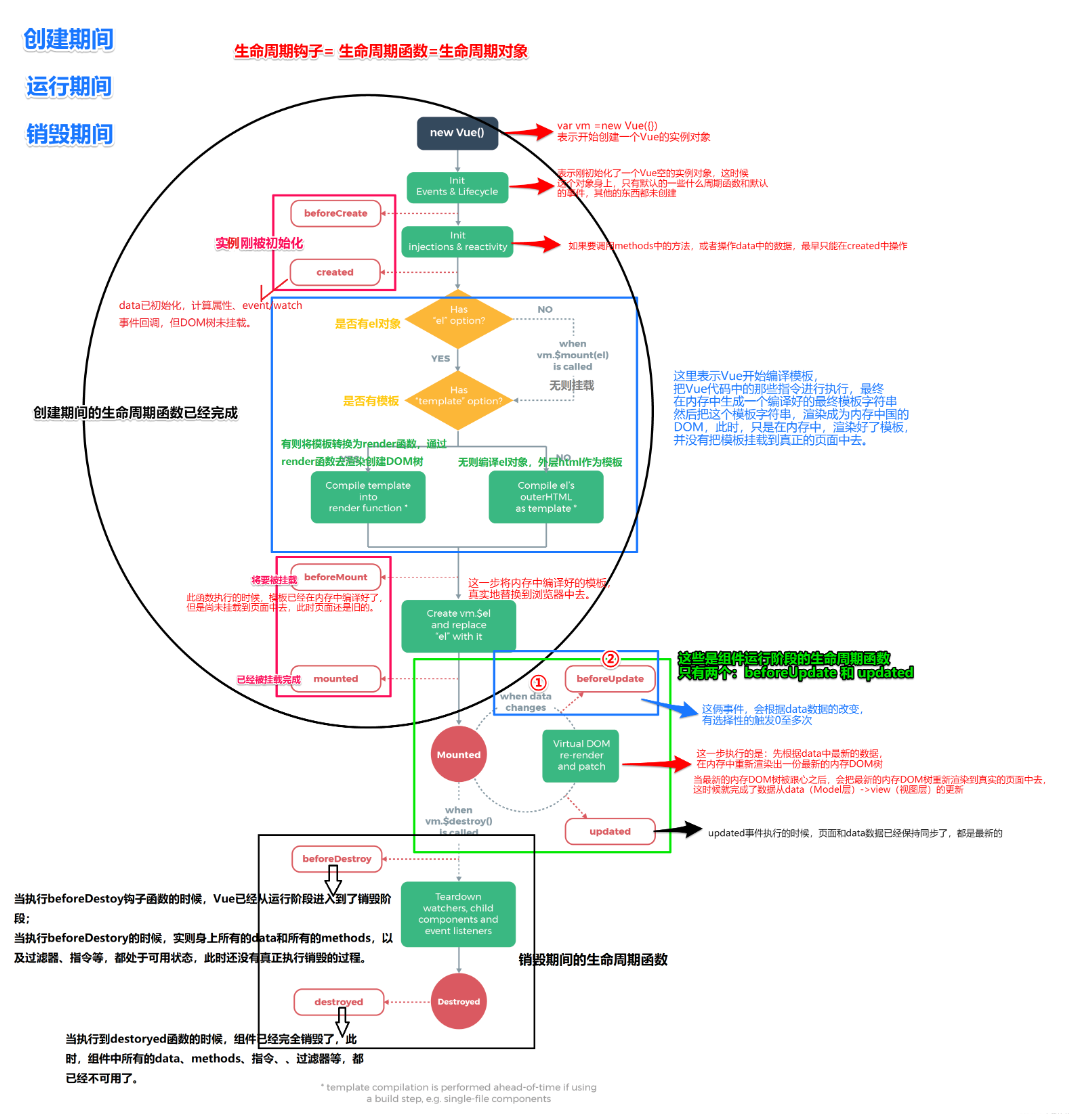 创建期间
生命周期钩子= 生命周期函数=生命周期对象
运行期间
销毁期间
new Vue()
var vm =new Vue({})
表示开始创建一个Vue的实例对象
Init
Events & Lifecycle
表示刚初始化了一个Vue空的实例对象，这时候
这个对象身上，只有默认的一些什么周期函数和默认
的事件，其他的东西都未创建
beforeCreate
实例刚被初始化
Init
injections & reactivity
如果要调用methods中的方法，或者操作data中的数据，最早只能在created中操作
created
data已初始化，计算属性、event/watch
事件回调，但DOM树未挂载。
是否有el对象
Has
"el" option?
NO
YES
when
vm.$mount(el)
is called
无则挂载
是否有模板
Has
"template" option?
这里表示Vue开始编译模板，
把Vue代码中的那些指令进行执行，最终
在内存中生成一个编译好的最终模板字符串
然后把这个模板字符串，渲染成为内存中国的
DOM，此时，只是在内存中，渲染好了模板，
并没有把模板挂载到真正的页面中去。
创建期间的生命周期函数已经完成
有则将模板转换为render函数，通过
render函数去渲染创建DOM树
YES
无则编译el对象，外层html作为模板
NO
Compile template
into
render function *
Compile el's
outerHTML
as template *
将要被挂载
beforeMount
此函数执行的时候，模板已经在内存中编译好了，
但是尚未挂载到页面中去，此时页面还是旧的。
这一步将内存中编译好的模板，
真实地替换到浏览器中去。
Create vm.$el
and replace
"el" with it
已经被挂载完成
mounted
①
②
beforeUpdate
when data
changes
这些是组件运行阶段的生命周期函数
只有两个：beforeUpdate 和 updated
这俩事件，会根据data数据的改变，
有选择性的触发0至多次
Mounted
Virtual DOM
re-render
and patch
这一步执行的是：先根据data中最新的数据，
在内存中重新渲染出一份最新的内存DOM树
当最新的内存DOM树被跟心之后，会把最新的内存DOM树重新渲染到真实的页面中去，
这时候就完成了数据从data（Model层）->view（视图层）的更新
when
vm.$destroy()
is called
updated
updated事件执行的时候，页面和data数据已经保持同步了，都是最新的
beforeDestroy
当执行beforeDestoy钩子函数的时候，Vue已经从运行阶段进入到了销毁阶
段；
当执行beforeDestory的时候，实则身上所有的data和所有的methods，以
及过滤器、指令等，都处于可用状态，此时还没有真正执行销毁的过程。
Teardown
watchers, child
components and
event listeners
销毁期间的生命周期函数
destroyed
Destroyed
当执行到destoryed函数的时候，组件已经完全销毁了，此
时，组件中所有的data、methods、指令、、过滤器等，都
已经不可用了。
* template compilation is performed ahead-of-time if using
a build step, e.g. single-file components